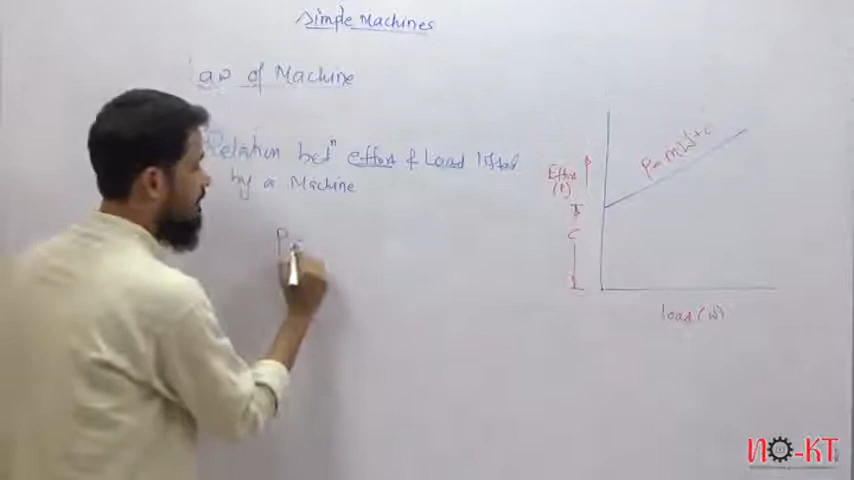 Simple Machines
Law of Machine
Relation betn effort & Load lifted
by a Machine
P =
P = mW + c
Effort
(P)
C
load (W)
NO-KT